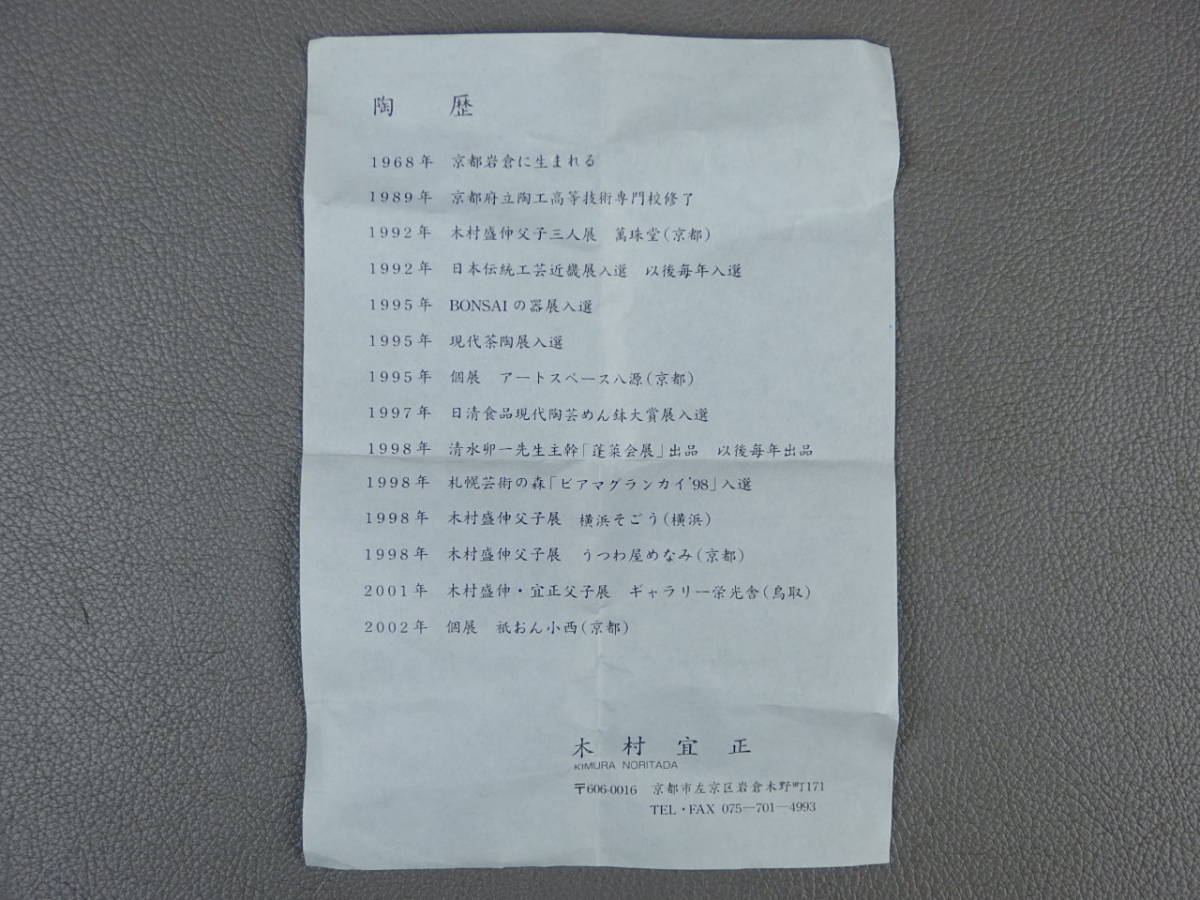 陶 歴
1968年 京都岩倉に生まれる
1989年 京都府立陶工高等技術専門校修了
1992年 木村盛伸父子三人展 萬珠堂(京都)
1992年 日本伝統工芸近畿展入選 以後毎年入選
1995年 BONSAIの器展入選
1995年 現代茶陶展入選
1995年 個展 アートスペース八源(京都)
1997年 日清食品現代陶芸めん鉢大賞展入選
1998年 清水卯一先生主幹「蓬莱会展」出品 以後毎年出品
1998年 札幌芸術の森「ビアマグランカイ'98」入選
1998年 木村盛伸父子展 横浜そごう(横浜)
1998年 木村盛伸父子展 うつわ屋めなみ(京都)
2001年 木村盛伸・宜正父子展 ギャラリー栄光舎(鳥取)
2002年 個展 祇おん小西(京都)
木村宜正
KIMURA NORITADA
〒606-0016 京都市左京区岩倉木野町171
TEL・FAX 075―701―4993